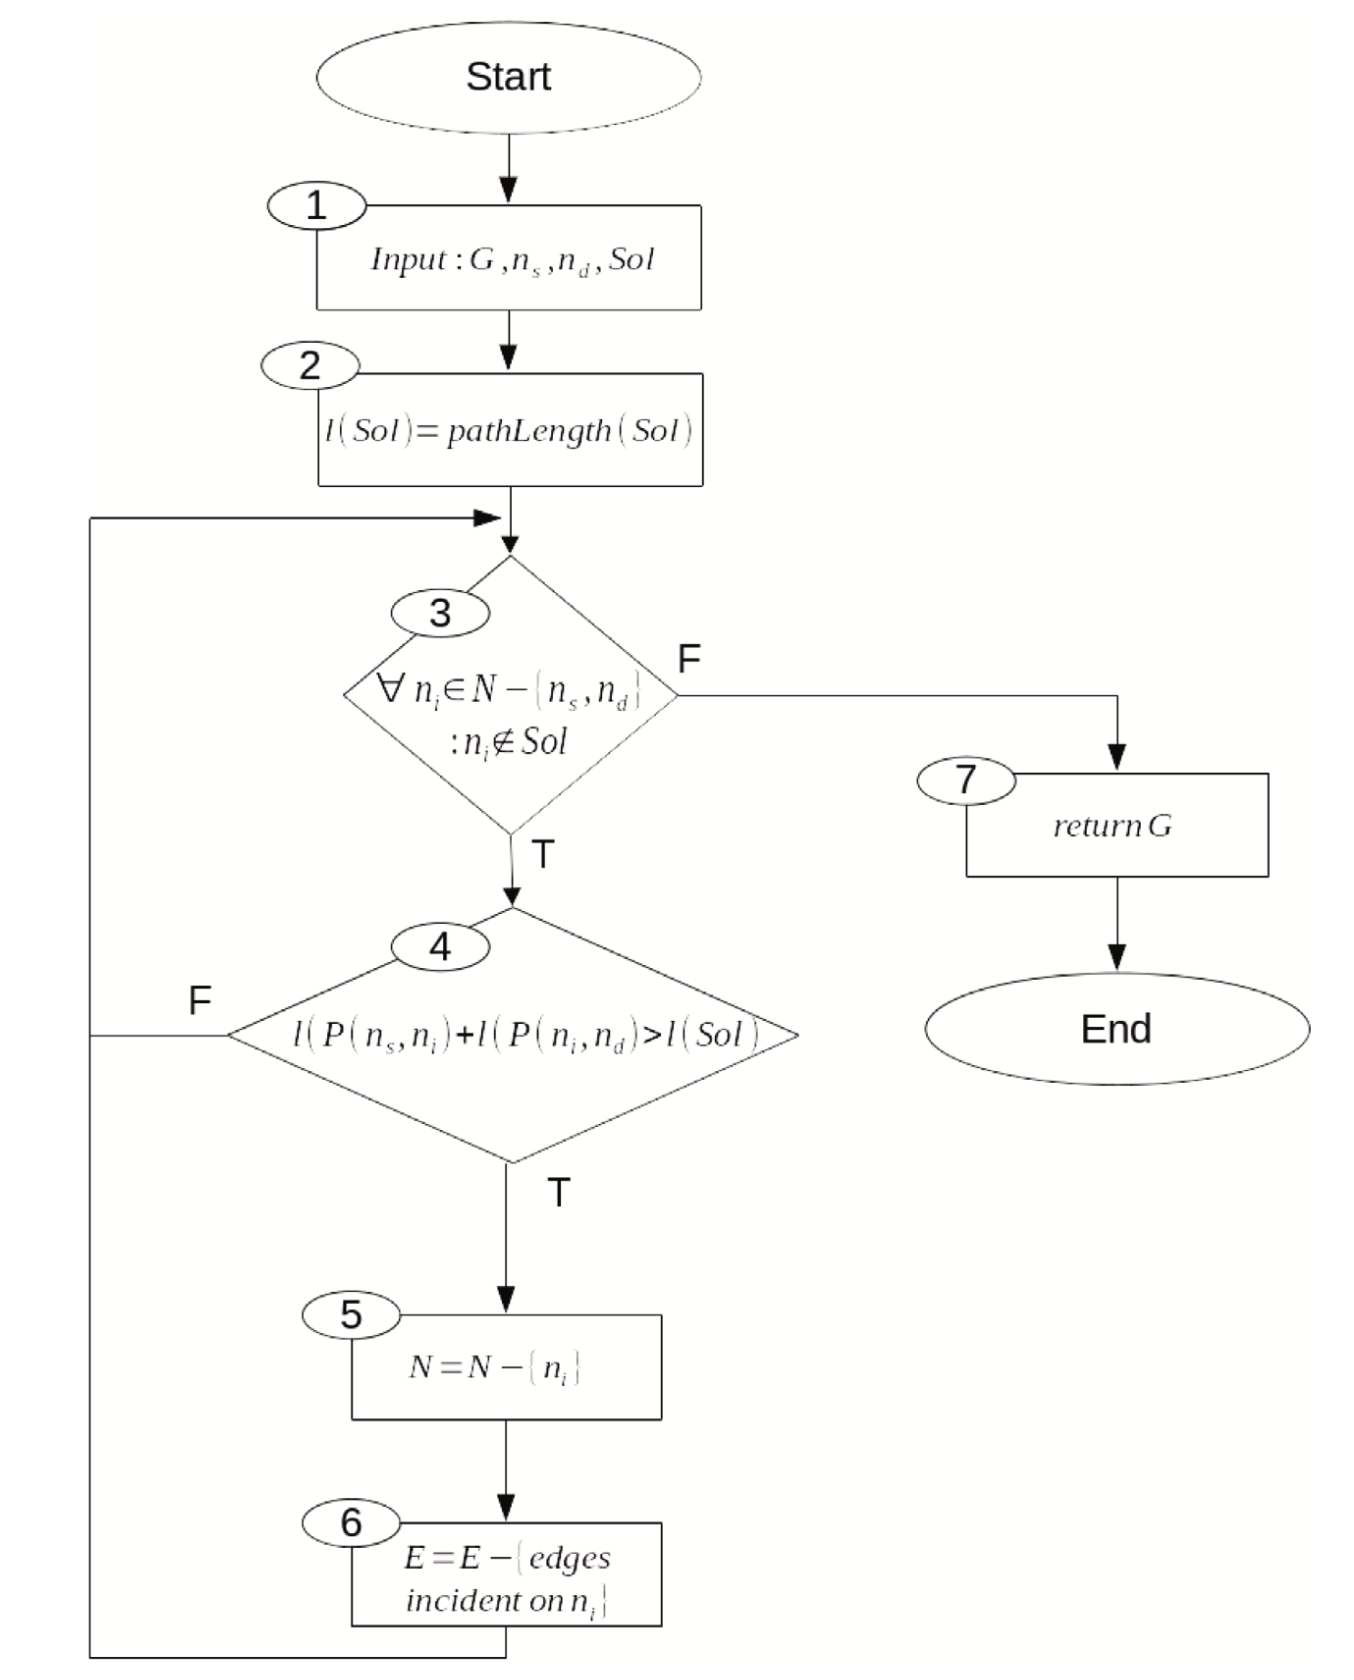 Start
1
Input : G , n_s , n_d , Sol
2
l(Sol)= pathLength(Sol)
3
∀ n_i ∈ N − {n_s , n_d}
: n_i ∉ Sol
F
T
7
return G
4
F
l(P(n_s , n_i)+l(P(n_i , n_d)>l(Sol)
End
T
5
N = N − {n_i}
6
E = E − {edges
incident on n_i}